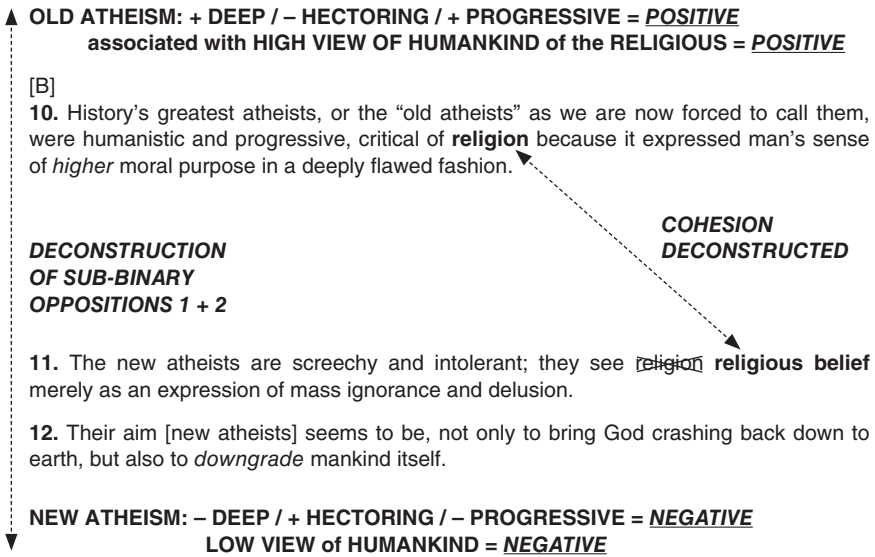 OLD ATHEISM: + DEEP / – HECTORING / + PROGRESSIVE = POSITIVE
associated with HIGH VIEW OF HUMANKIND of the RELIGIOUS = POSITIVE
[B]
10. History’s greatest atheists, or the “old atheists” as we are now forced to call them,
were humanistic and progressive, critical of religion because it expressed man’s sense
of higher moral purpose in a deeply flawed fashion.
COHESION
DECONSTRUCTED
DECONSTRUCTION
OF SUB-BINARY
OPPOSITIONS 1 + 2
11. The new atheists are screechy and intolerant; they see religion religious belief
merely as an expression of mass ignorance and delusion.
12. Their aim [new atheists] seems to be, not only to bring God crashing back down to
earth, but also to downgrade mankind itself.
NEW ATHEISM: – DEEP / + HECTORING / – PROGRESSIVE = NEGATIVE
LOW VIEW of HUMANKIND = NEGATIVE